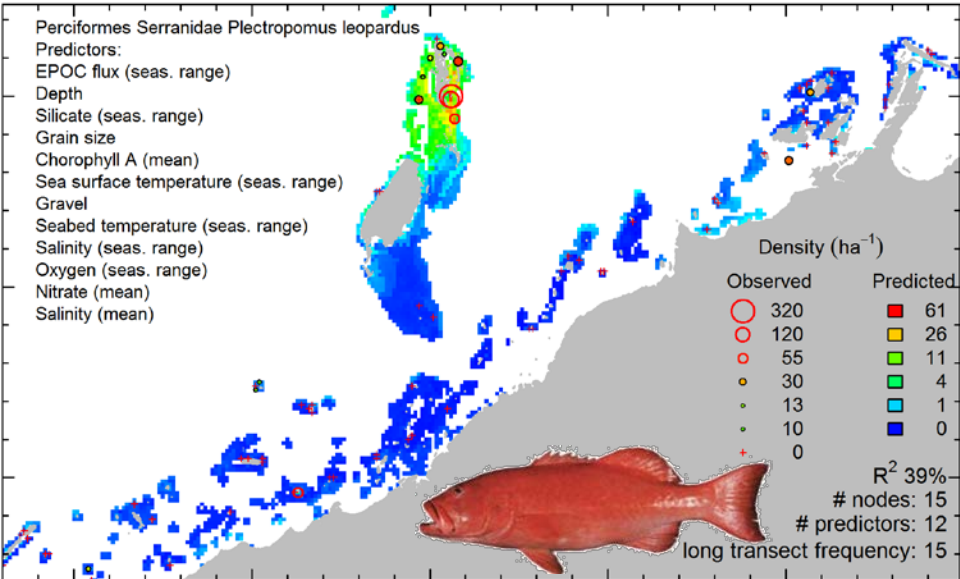 Perciformes Serranidae Plectropomus leopardus
Predictors:
EPOC flux (seas. range)
Depth
Silicate (seas. range)
Grain size
Chorophyll A (mean)
Sea surface temperature (seas. range)
Gravel
Seabed temperature (seas. range)
Salinity (seas. range)
Oxygen (seas. range)
Nitrate (mean)
Salinity (mean)
Density (ha⁻¹)
Observed Predicted
320 61
120 26
55 11
30 4
13 1
10 0
0
R² 39%
# nodes: 15
# predictors: 12
long transect frequency: 15